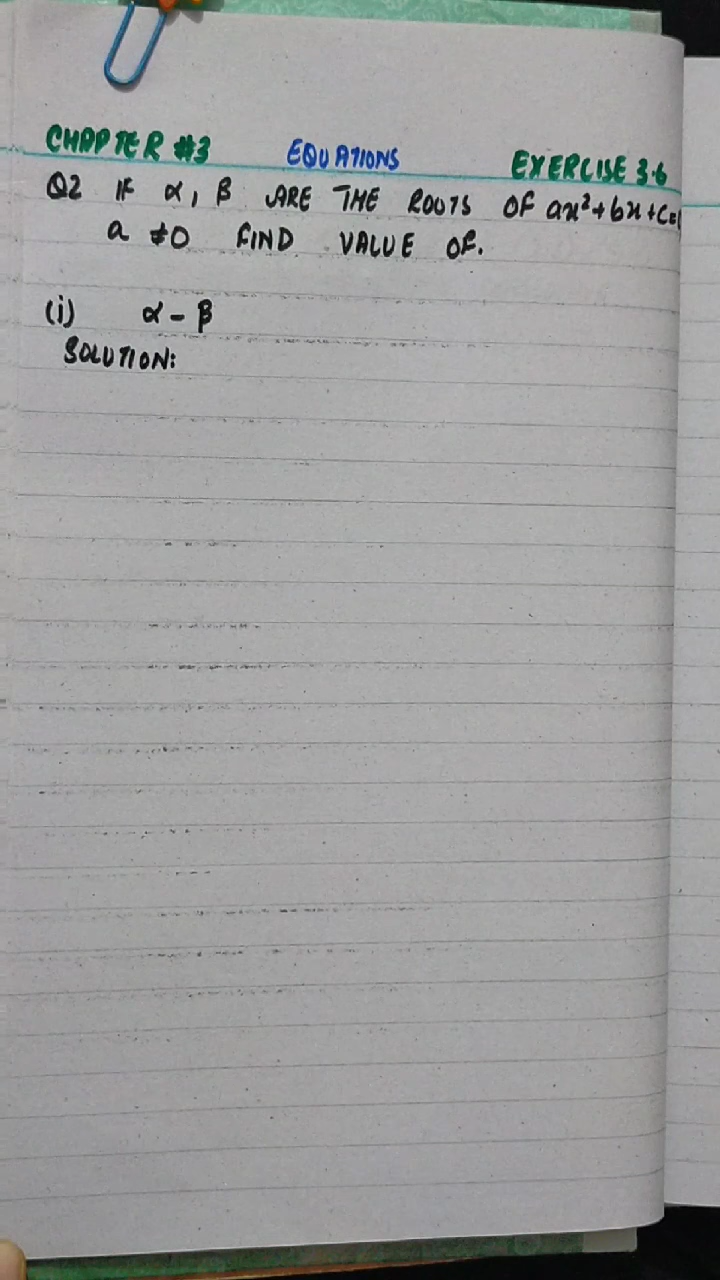 CHAPTER #3 EQUATIONS EXERCISE 3.6
Q2 IF α, β ARE THE ROOTS OF ax²+bx+c=
a ≠0 FIND VALUE OF.
(i) α - β
SOLUTION: